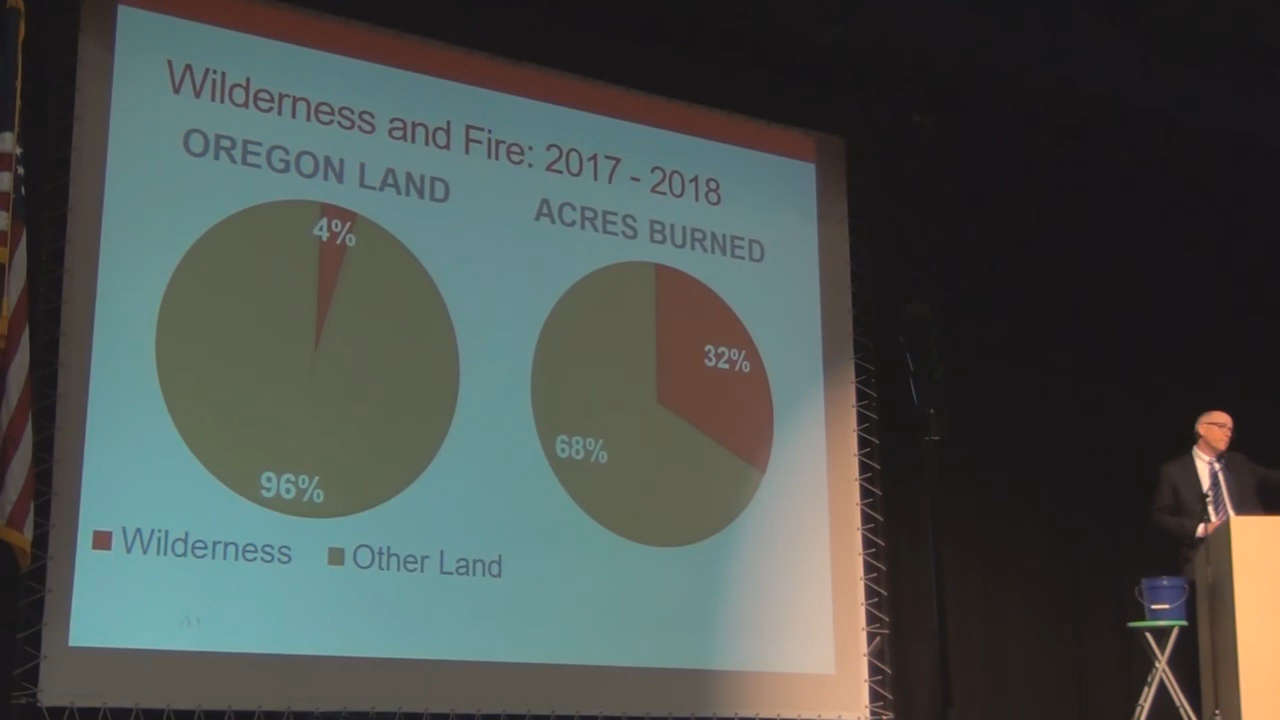 Wilderness and Fire: 2017 - 2018
OREGON LAND
ACRES BURNED
4%
96%
32%
68%
Wilderness
Other Land